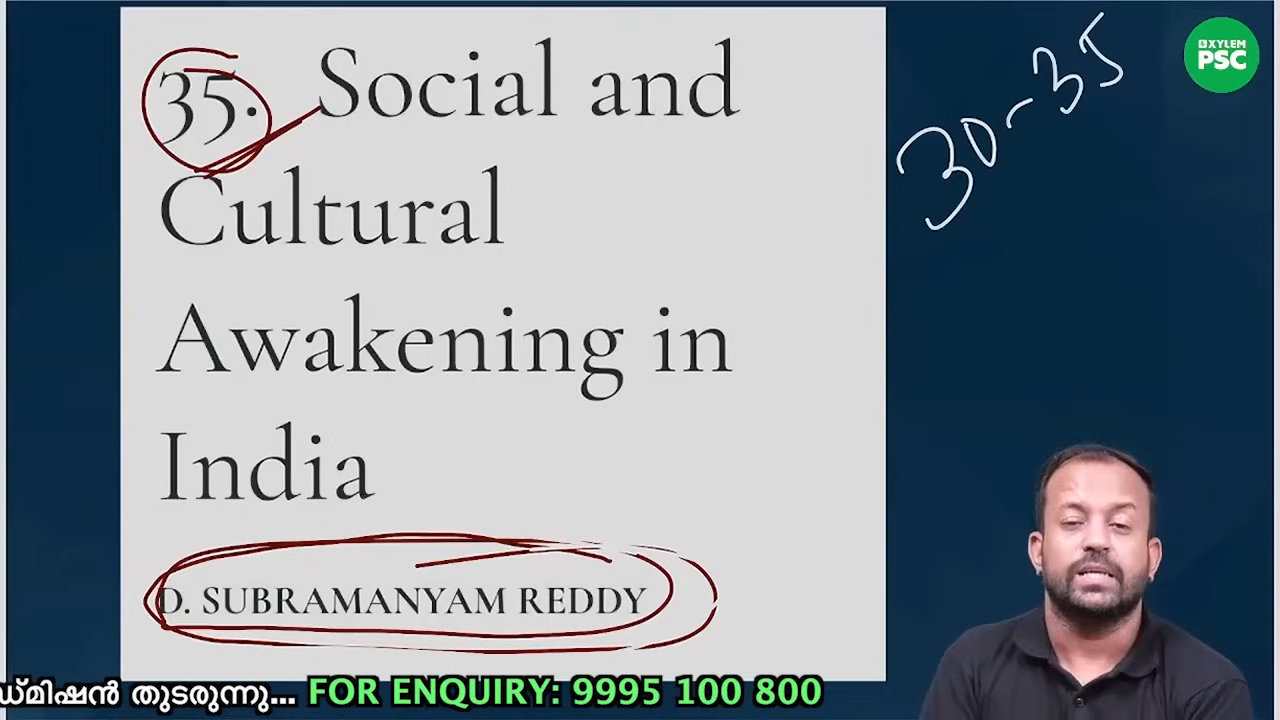 35. Social and
Cultural
Awakening in
India
D. SUBRAMANYAM REDDY
30-35
XYLEM
PSC
ഡ്മിഷൻ തുടരുന്നു... FOR ENQUIRY: 9995 100 800